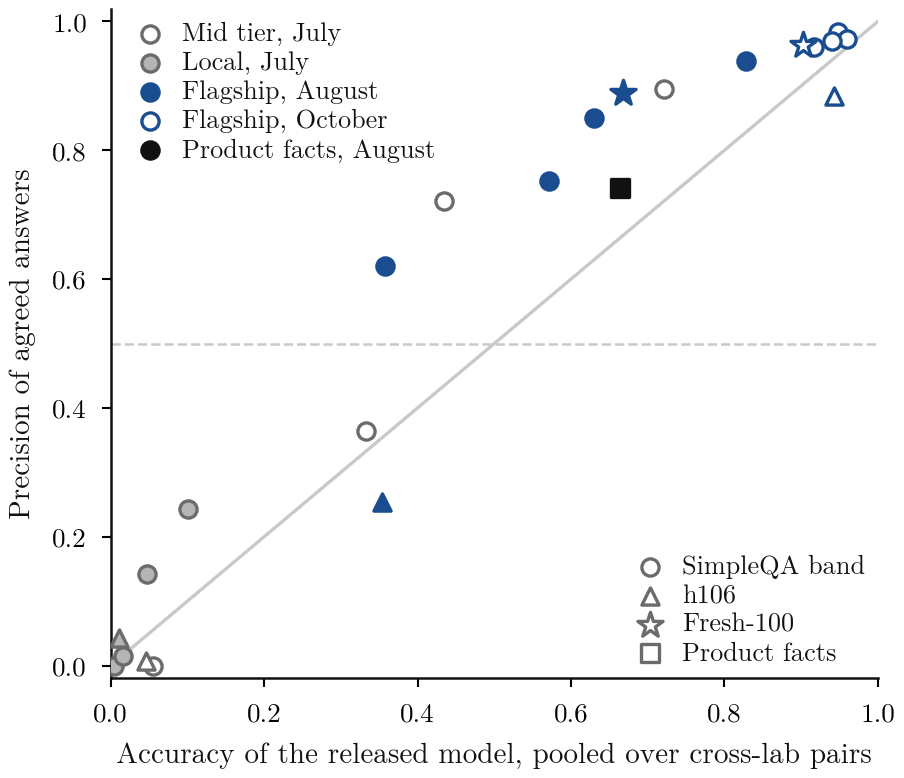 Mid tier, July
Local, July
Flagship, August
Flagship, October
Product facts, August
1.0
0.8
0.6
0.4
0.2
0.0
Precision of agreed answers
SimpleQA band
h106
Fresh-100
Product facts
0.0 0.2 0.4 0.6 0.8 1.0
Accuracy of the released model, pooled over cross-lab pairs